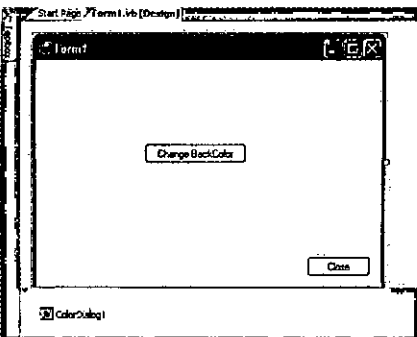 Start Page Form1.vb [Design]
Form1
Change BackColor
Close
ColorDialog1